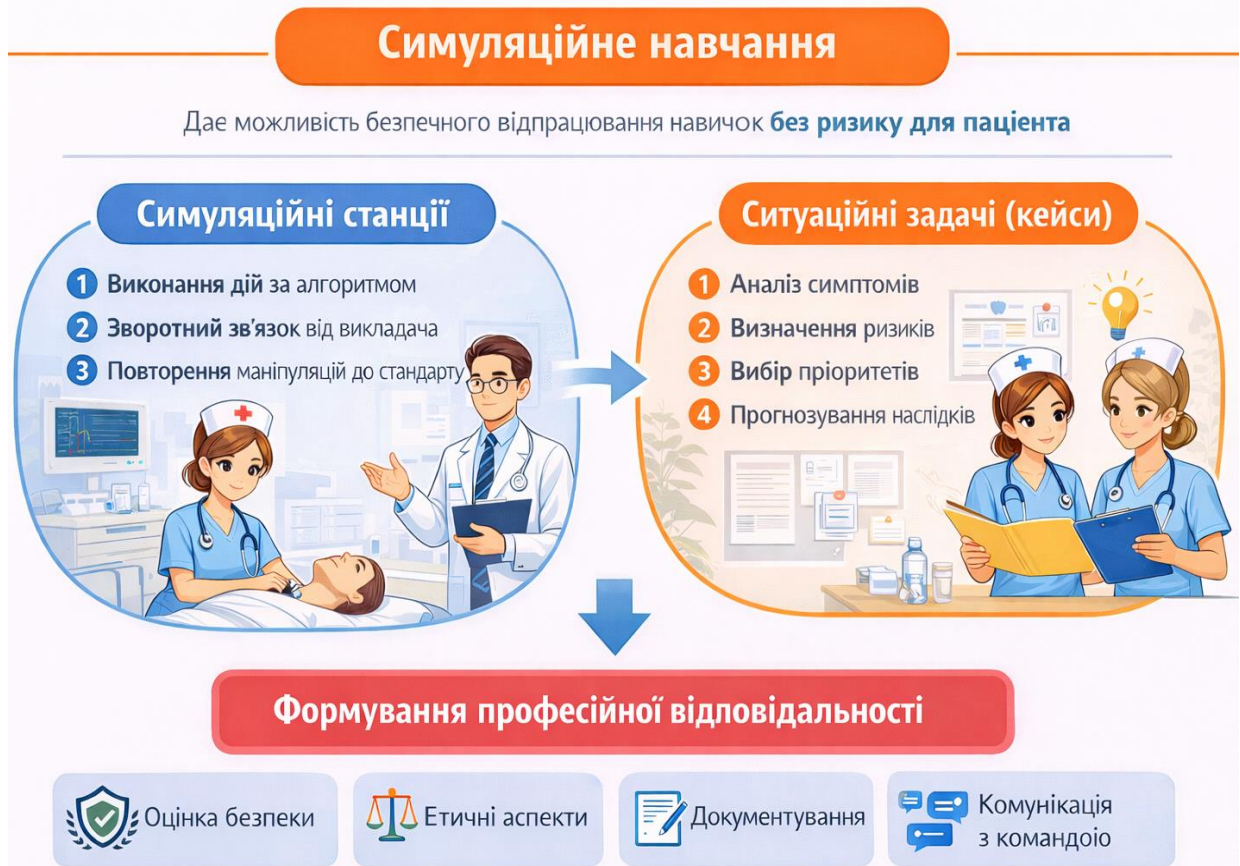 Симуляційне навчання
Дає можливість безпечного відпрацювання навичок без ризику для пацієнта
Симуляційні станції
1 Виконання дій за алгоритмом
2 Зворотний зв'язок від викладача
3 Повторення маніпуляцій до стандарту
Ситуаційні задачі (кейси)
1 Аналіз симптомів
2 Визначення ризиків
3 Вибір пріоритетів
4 Прогнозування наслідків
Формування професійної відповідальності
Оцінка безпеки
Етичні аспекти
Документування
Комунікація
з командоіо